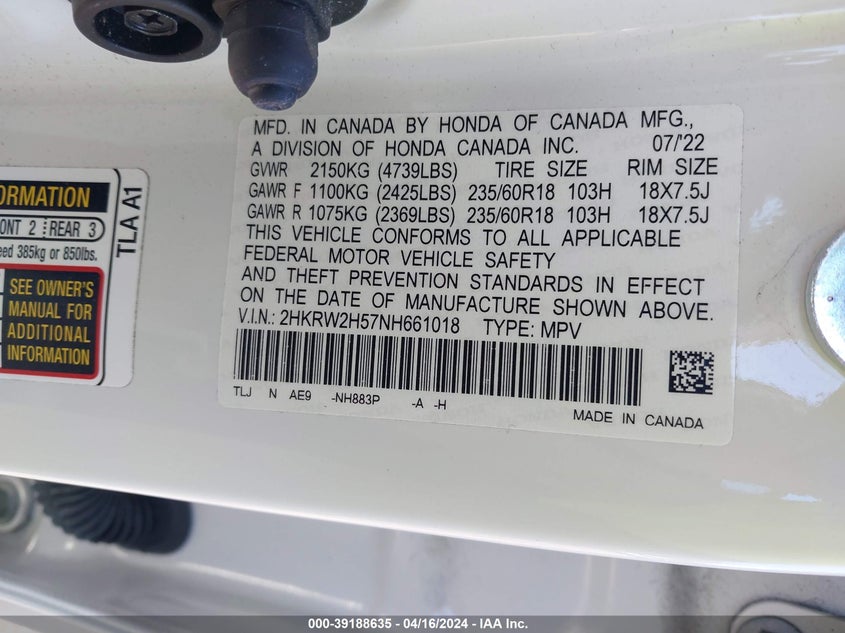 MFD. IN CANADA BY HONDA OF CANADA MFG.,
A DIVISION OF HONDA CANADA INC. 07/'22
GVWR 2150KG (4739LBS) TIRE SIZE RIM SIZE
GAWR F 1100KG (2425LBS) 235/60R18 103H 18X7.5J
GAWR R 1075KG (2369LBS) 235/60R18 103H 18X7.5J
THIS VEHICLE CONFORMS TO ALL APPLICABLE
FEDERAL MOTOR VEHICLE SAFETY
AND THEFT PREVENTION STANDARDS IN EFFECT
ON THE DATE OF MANUFACTURE SHOWN ABOVE.
V.I.N.: 2HKRW2H57NH661018 TYPE: MPV
TLJ N AE9 -NH883P -A -H
MADE IN CANADA
2 REAR 3
385kg or 850lbs.
SEE OWNER'S
MANUAL FOR
ADDITIONAL
INFORMATION
TLA A1
000-39188635 - 04/16/2024 - IAA Inc.